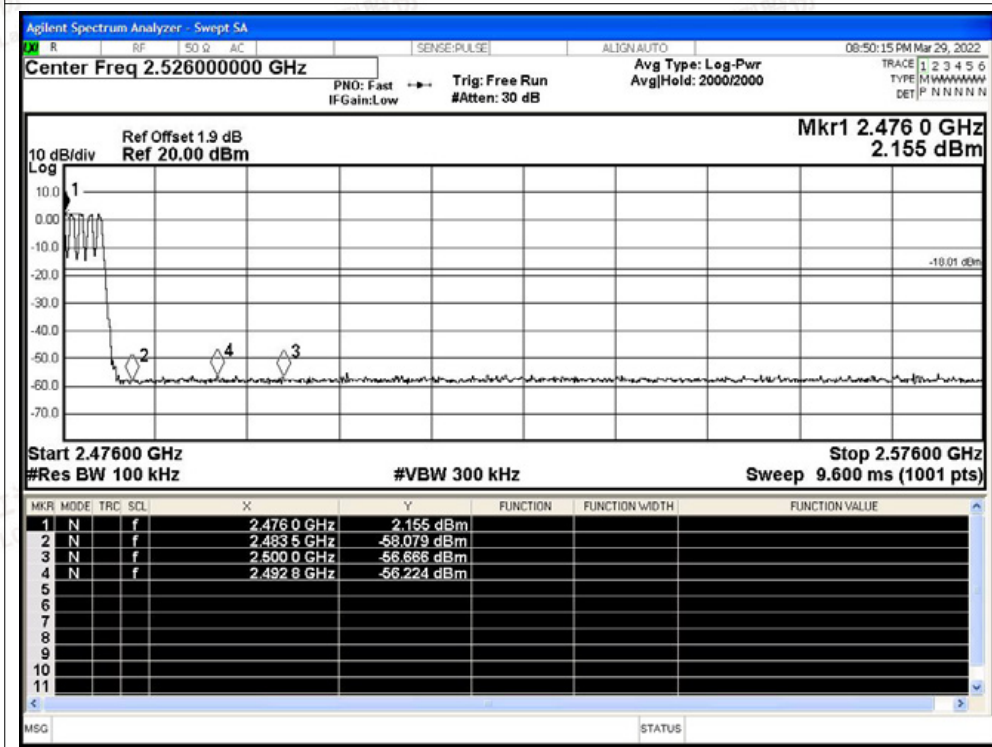 Agilent Spectrum Analyzer - Swept SA
R RF 50 Ω AC SENSE:PULSE ALIGN AUTO 08:50:15 PM Mar 29, 2022
Center Freq 2.526000000 GHz
PNO: Fast
IFGain:Low
Trig: Free Run
#Atten: 30 dB
Avg Type: Log-Pwr
Avg|Hold: 2000/2000
TRACE 1 2 3 4 5 6
TYPE M
DET P N N N N N
Mkr1 2.476 0 GHz
2.155 dBm
Ref Offset 1.9 dB
10 dB/div Ref 20.00 dBm
Log
10.0
0.00
-10.0
-20.0
-30.0
-40.0
-50.0
-60.0
-70.0
1
-18.01 dBm
2
4
3
Start 2.47600 GHz Stop 2.57600 GHz
#Res BW 100 kHz #VBW 300 kHz Sweep 9.600 ms (1001 pts)
MKR MODE TRC SCL X Y FUNCTION FUNCTION WIDTH FUNCTION VALUE
1 N f 2.476 0 GHz 2.155 dBm
2 N f 2.483 5 GHz -58.079 dBm
3 N f 2.500 0 GHz -56.666 dBm
4 N f 2.492 8 GHz -56.224 dBm
5
6
7
8
9
10
11
MSG STATUS